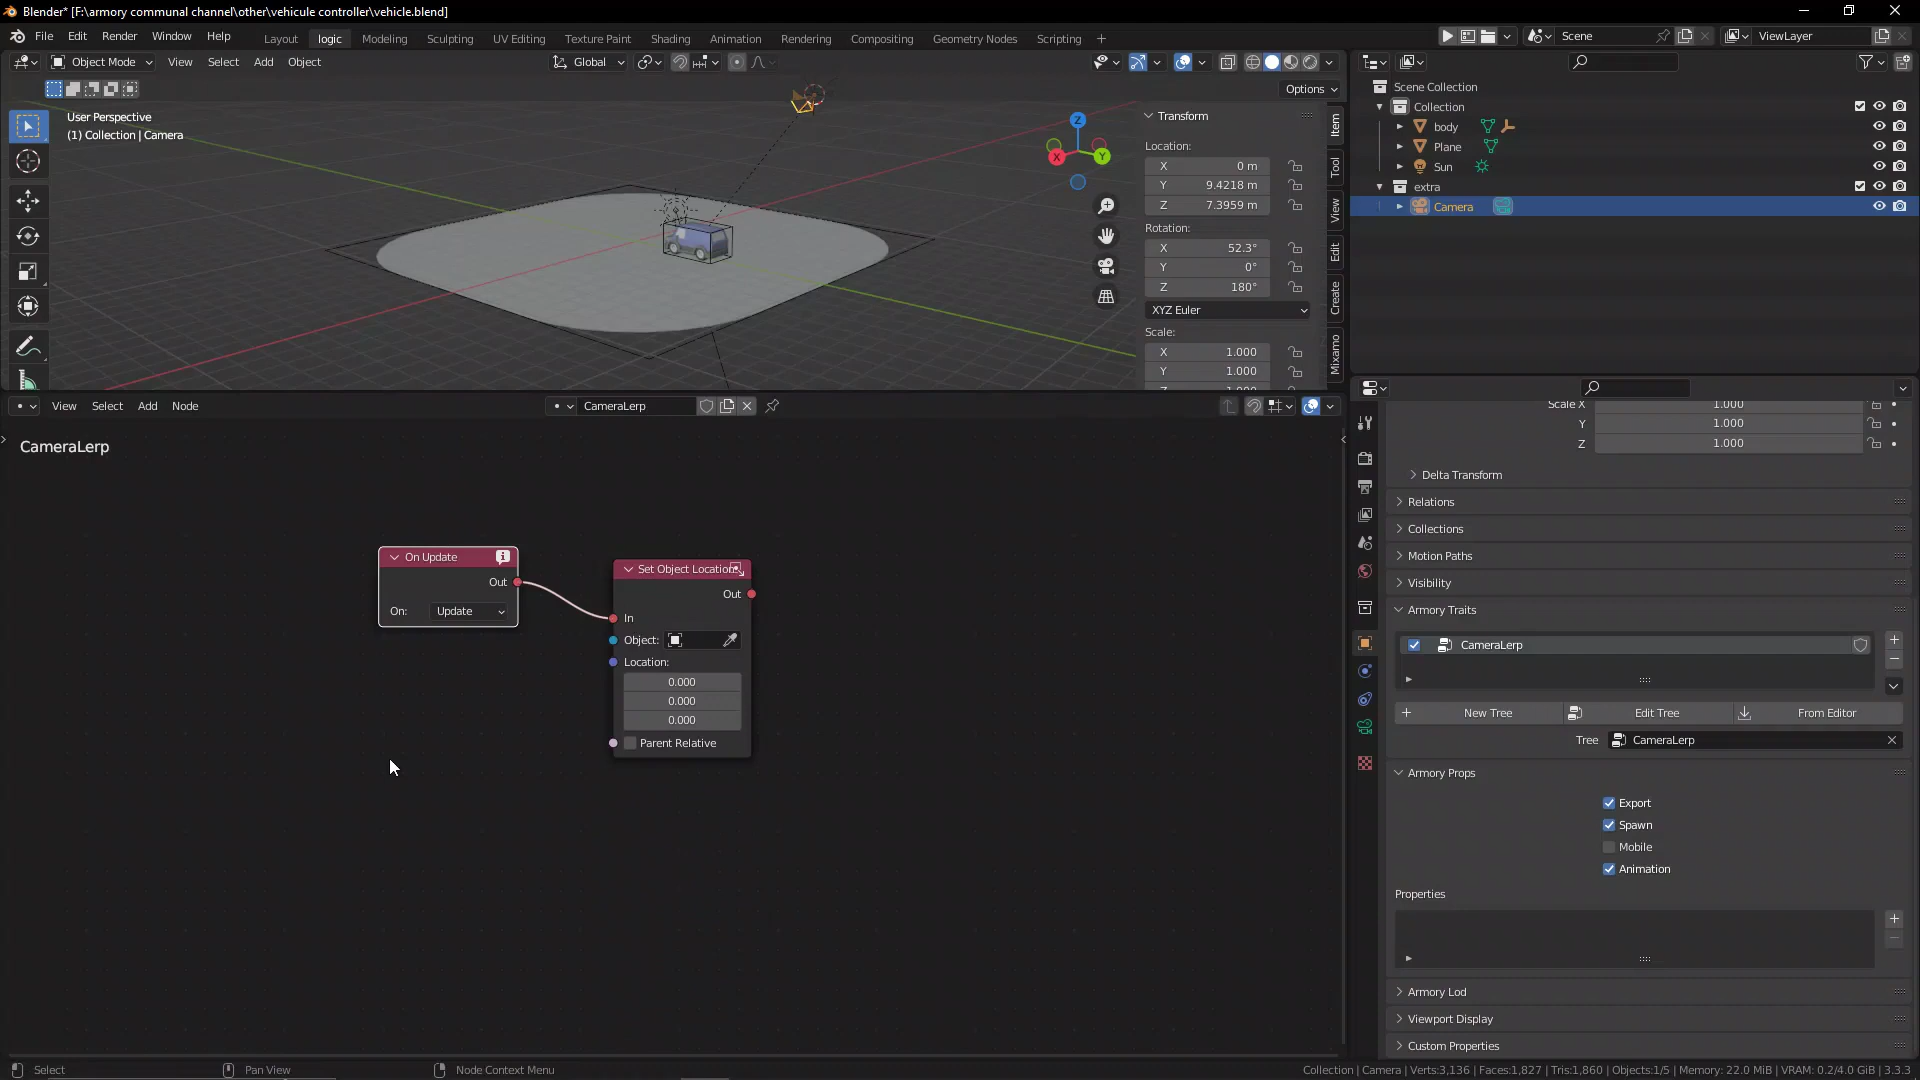 Blender* [F:\armory communal channel\other\vehicule controller\vehicle.blend]
File Edit Render Window Help Layout logic Modeling Sculpting UV Editing Texture Paint Shading Animation Rendering Compositing Geometry Nodes Scripting + Scene ViewLayer
Object Mode View Select Add Object Global
Options
User Perspective
(1) Collection | Camera
Z
X
Y
Transform
Location:
X 0 m
Y 9.4218 m
Z 7.3959 m
Rotation:
X 52.3°
Y 0°
Z 180°
XYZ Euler
Scale:
X 1.000
Y 1.000
Item
Tool
View
Edit
Create
Mixamo
Scene Collection
Collection
body
Plane
Sun
extra
Camera
View Select Add Node CameraLerp
CameraLerp
On Update
Out
On: Update
Set Object Location
Out
In
Object:
Location:
0.000
0.000
0.000
Parent Relative
Scale X 1.000
Y 1.000
Z 1.000
Delta Transform
Relations
Collections
Motion Paths
Visibility
Armory Traits
CameraLerp
New Tree Edit Tree From Editor
Tree CameraLerp
Armory Props
Export
Spawn
Mobile
Animation
Properties
Armory Lod
Viewport Display
Custom Properties
Select Pan View Node Context Menu Collection | Camera | Verts:3,136 | Faces:1,827 | Tris:1,860 | Objects:1/5 | Memory: 22.0 MiB | VRAM: 0.2/4.0 GiB | 3.3.3